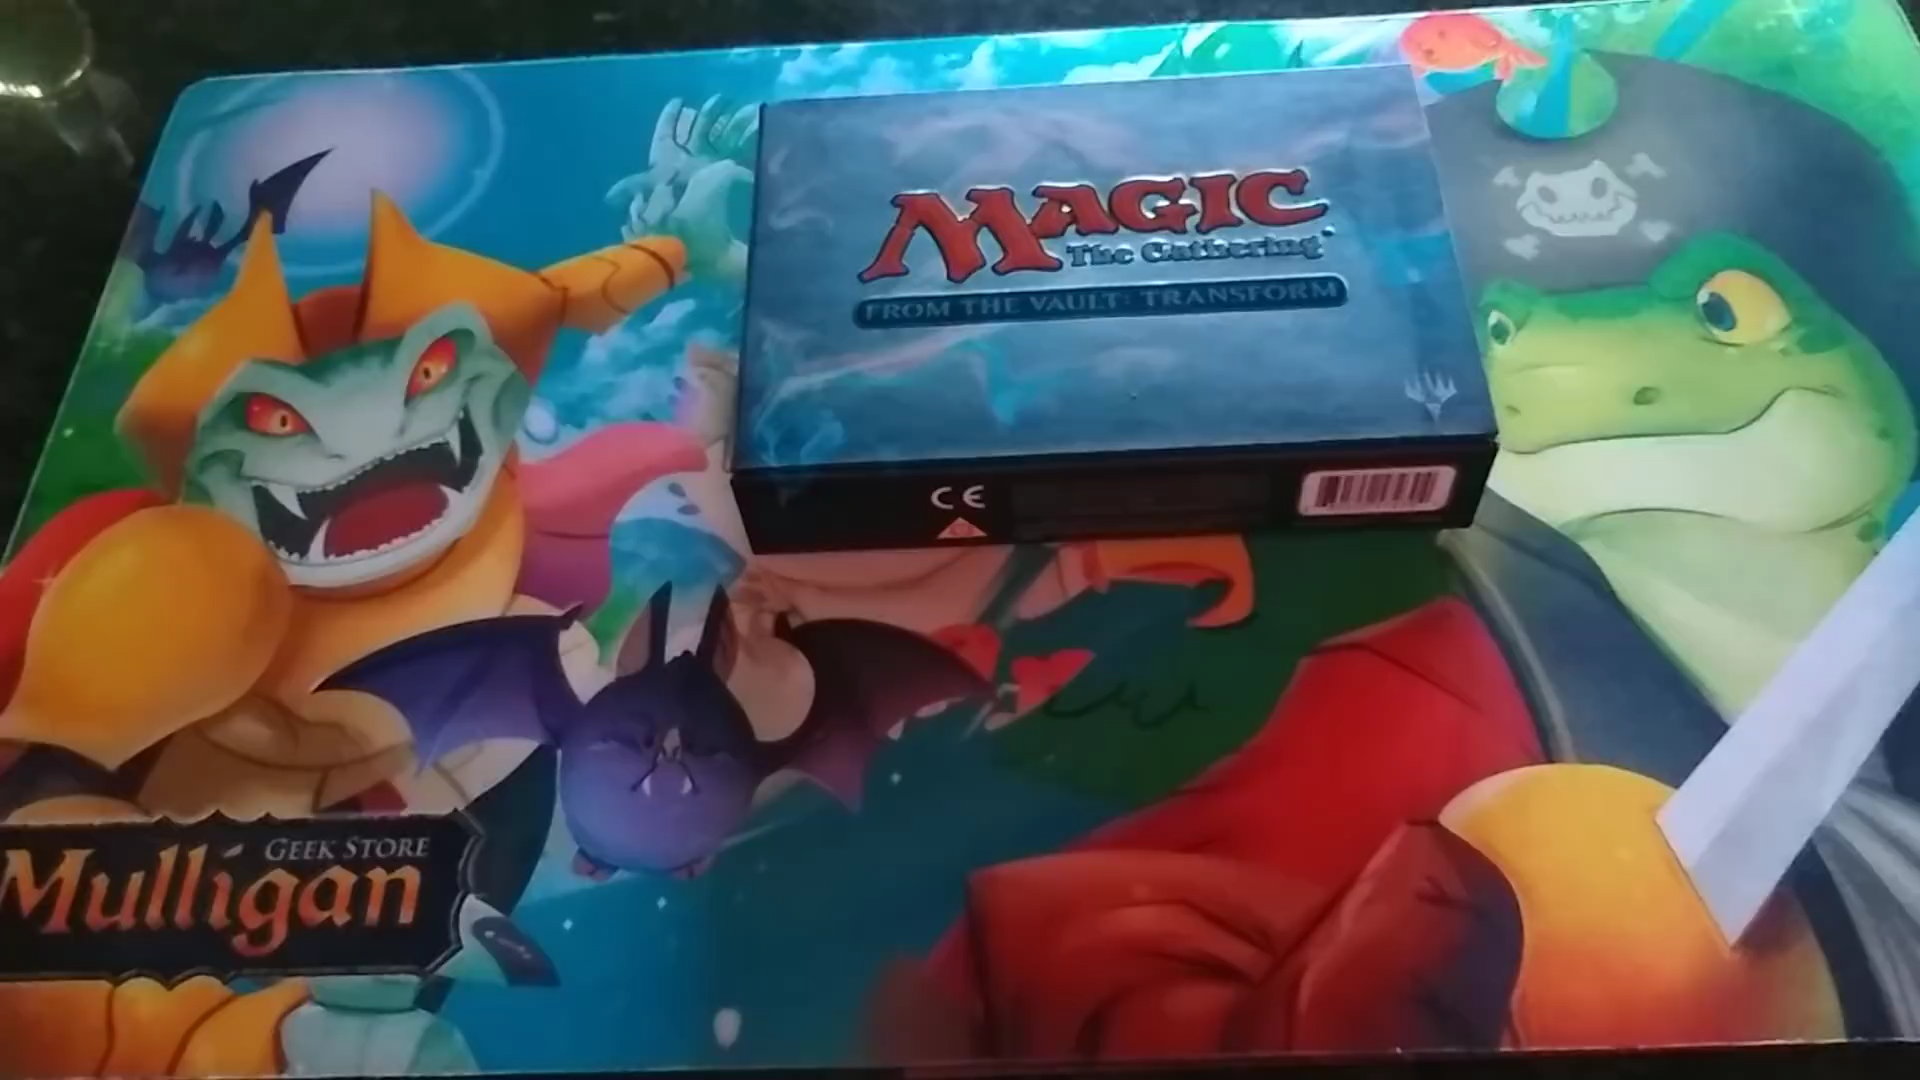 MAGIC
The Gathering
FROM THE VAULT: TRANSFORM
CE
GEEK STORE
Mulligan